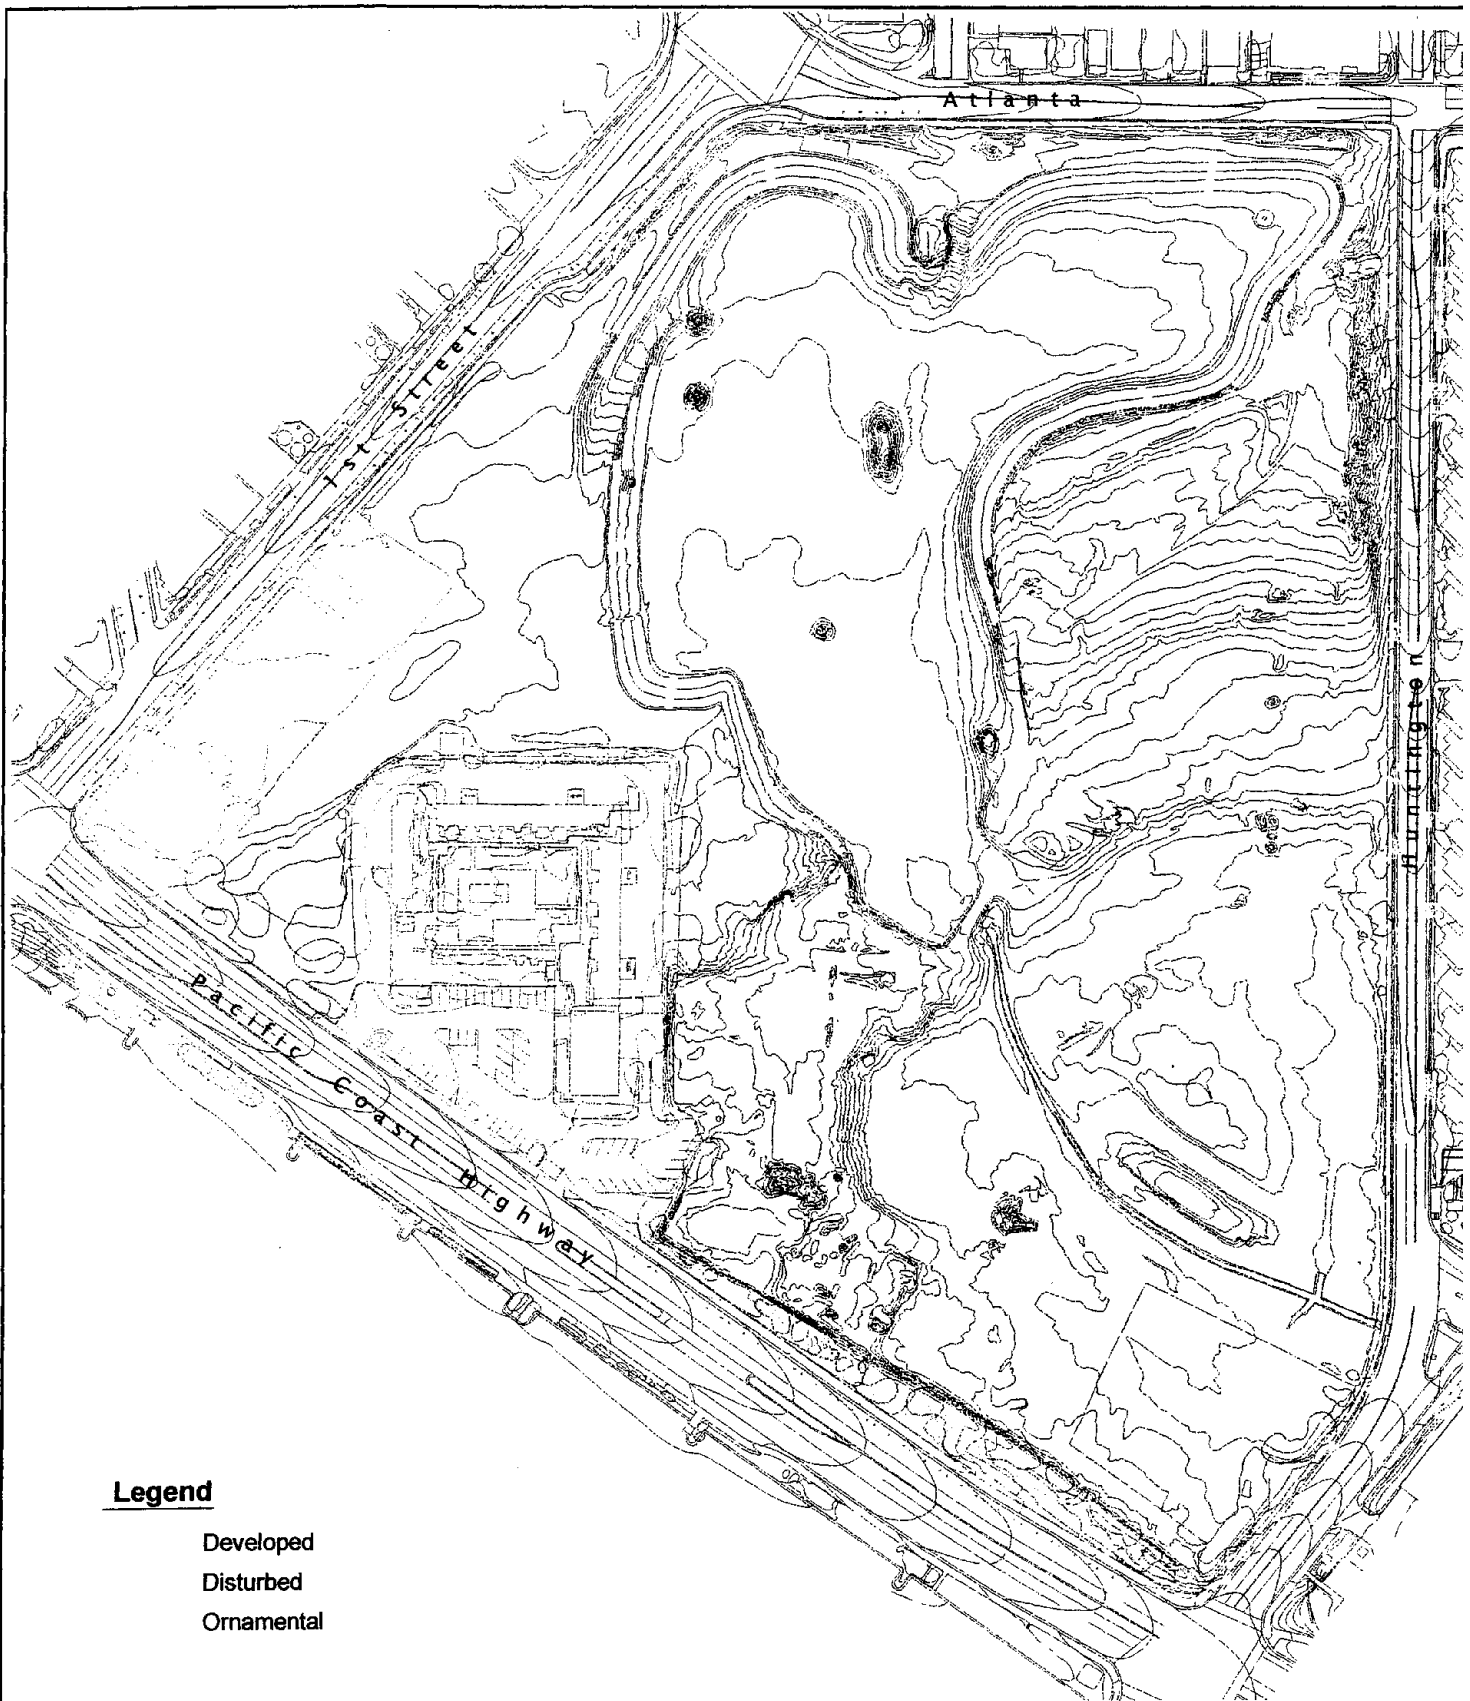 Atlanta
1st Street
Huntington
Pacific Coast Highway
Legend
Developed
Disturbed
Ornamental